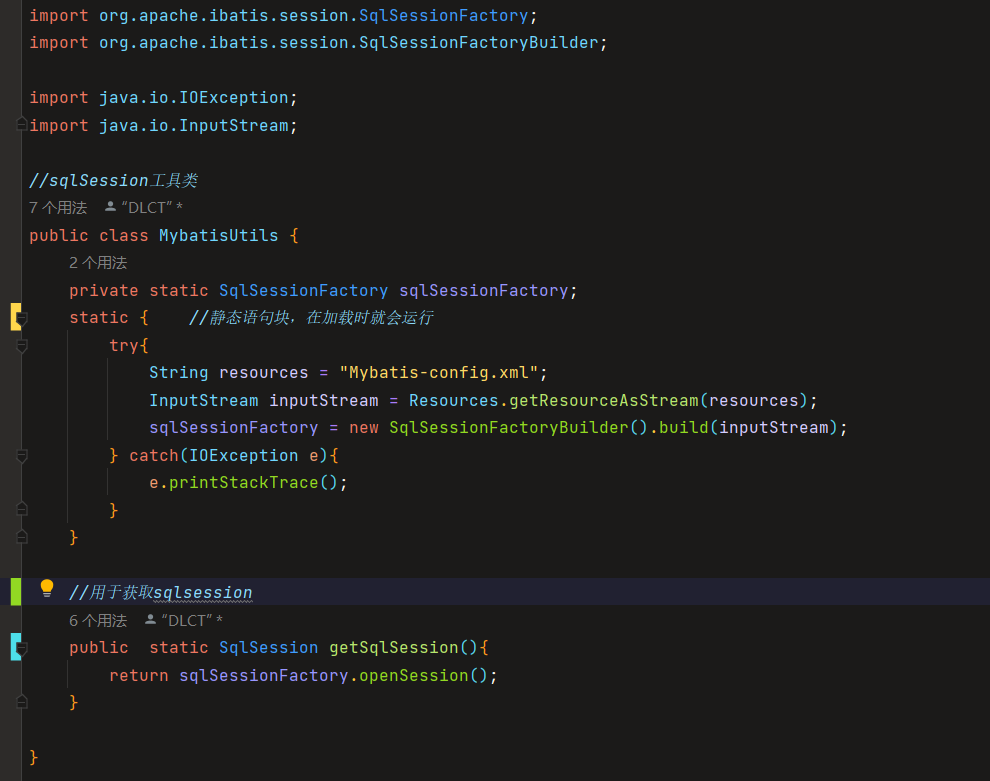 import org.apache.ibatis.session.SqlSessionFactory;
import org.apache.ibatis.session.SqlSessionFactoryBuilder;
import java.io.IOException;
import java.io.InputStream;
//sqlSession工具类
7 个用法 “DLCT” *
public class MybatisUtils {
2 个用法
private static SqlSessionFactory sqlSessionFactory;
static { //静态语句块，在加载时就会运行
try{
String resources = "Mybatis-config.xml";
InputStream inputStream = Resources.getResourceAsStream(resources);
sqlSessionFactory = new SqlSessionFactoryBuilder().build(inputStream);
} catch(IOException e){
e.printStackTrace();
}
}
//用于获取sqlsession
6 个用法 “DLCT” *
public  static SqlSession getSqlSession(){
return sqlSessionFactory.openSession();
}
}